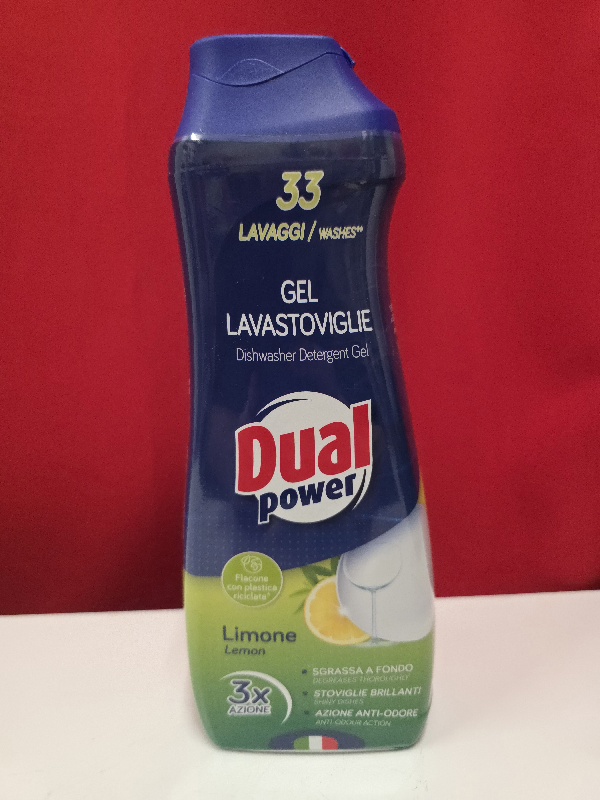 33
LAVAGGI / WASHES**
GEL
LAVASTOVIGLIE
Dishwasher Detergent Gel
Dual
power
Flacone
con plastica
riciclata*
Limone
Lemon
3x
AZIONE
• SGRASSA A FONDO
DEGREASES THOROUGHLY
• STOVIGLIE BRILLANTI
SHINY DISHES
• AZIONE ANTI-ODORE
ANTI-ODOUR ACTION